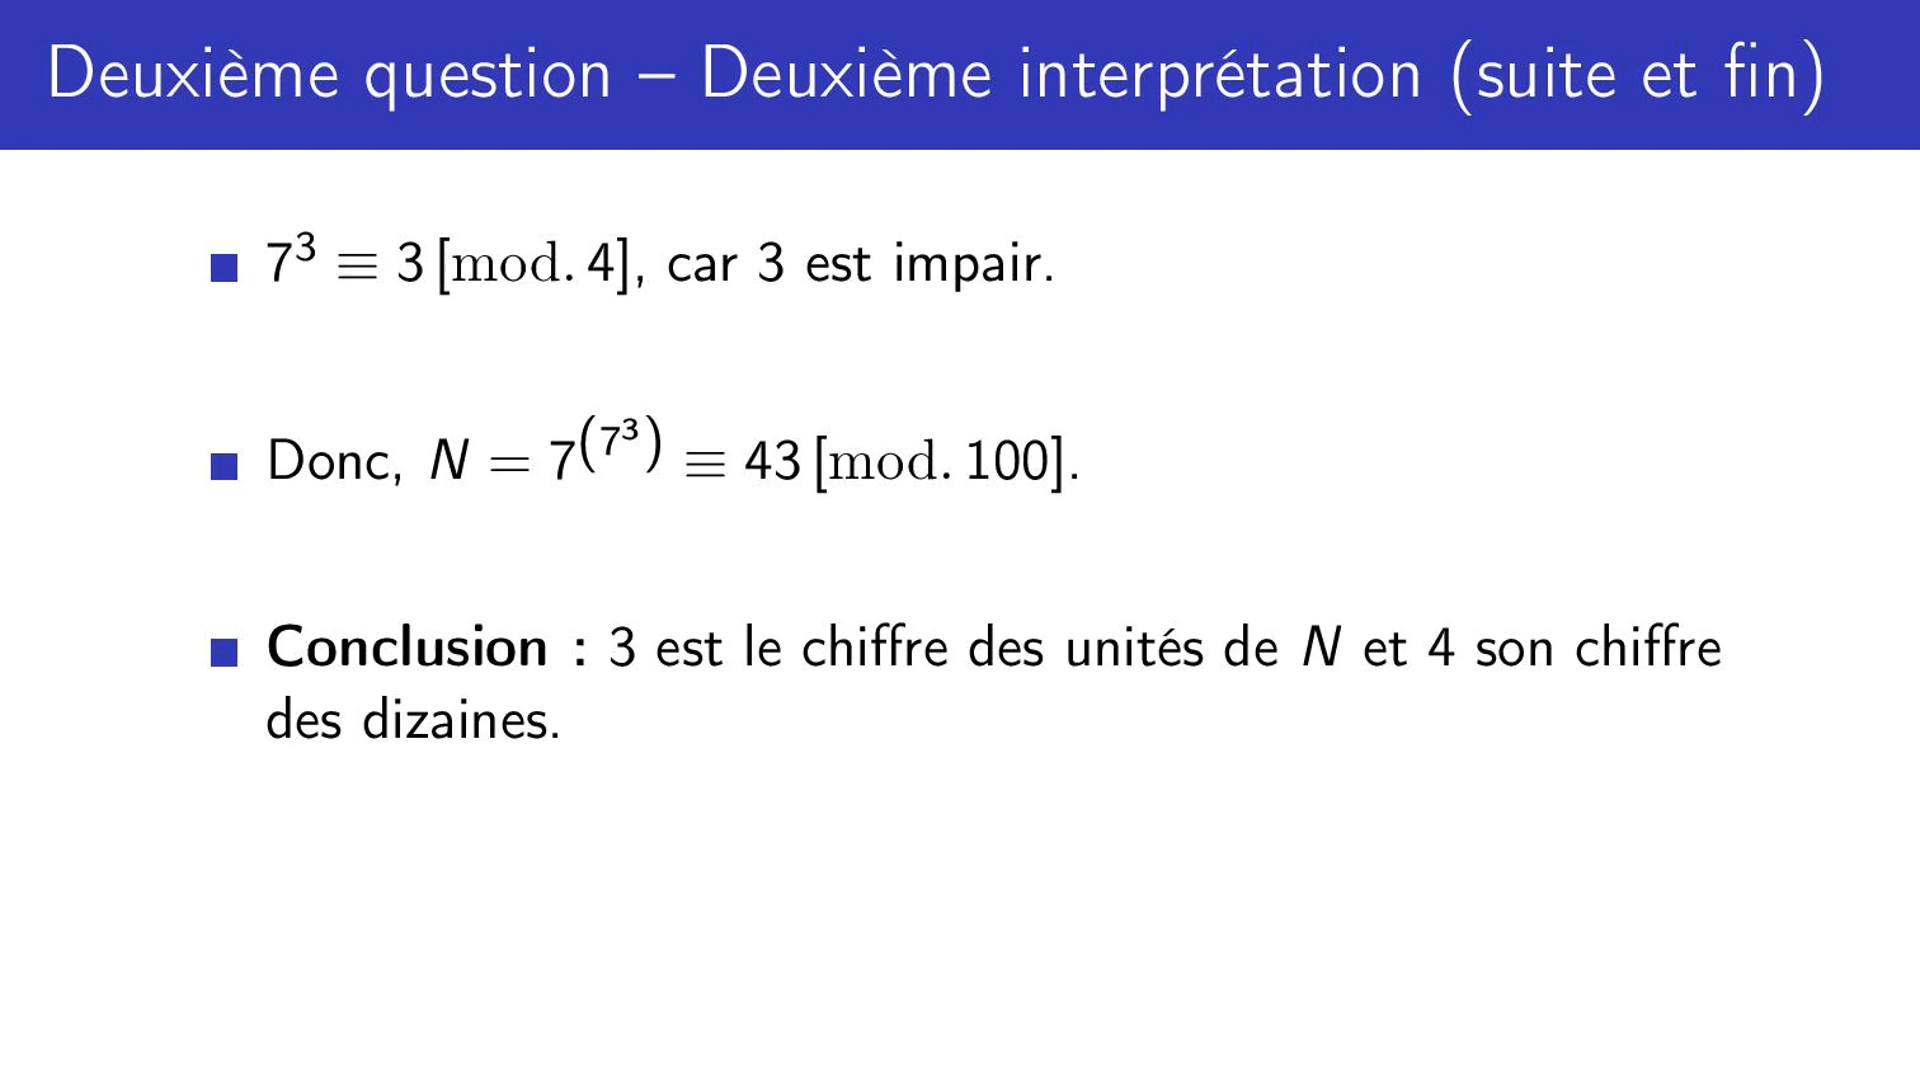 Deuxième question – Deuxième interprétation (suite et fin)
7³ ≡ 3 [mod. 4], car 3 est impair.
Donc, N = 7^(7³) ≡ 43 [mod. 100].
Conclusion : 3 est le chiffre des unités de N et 4 son chiffre
des dizaines.